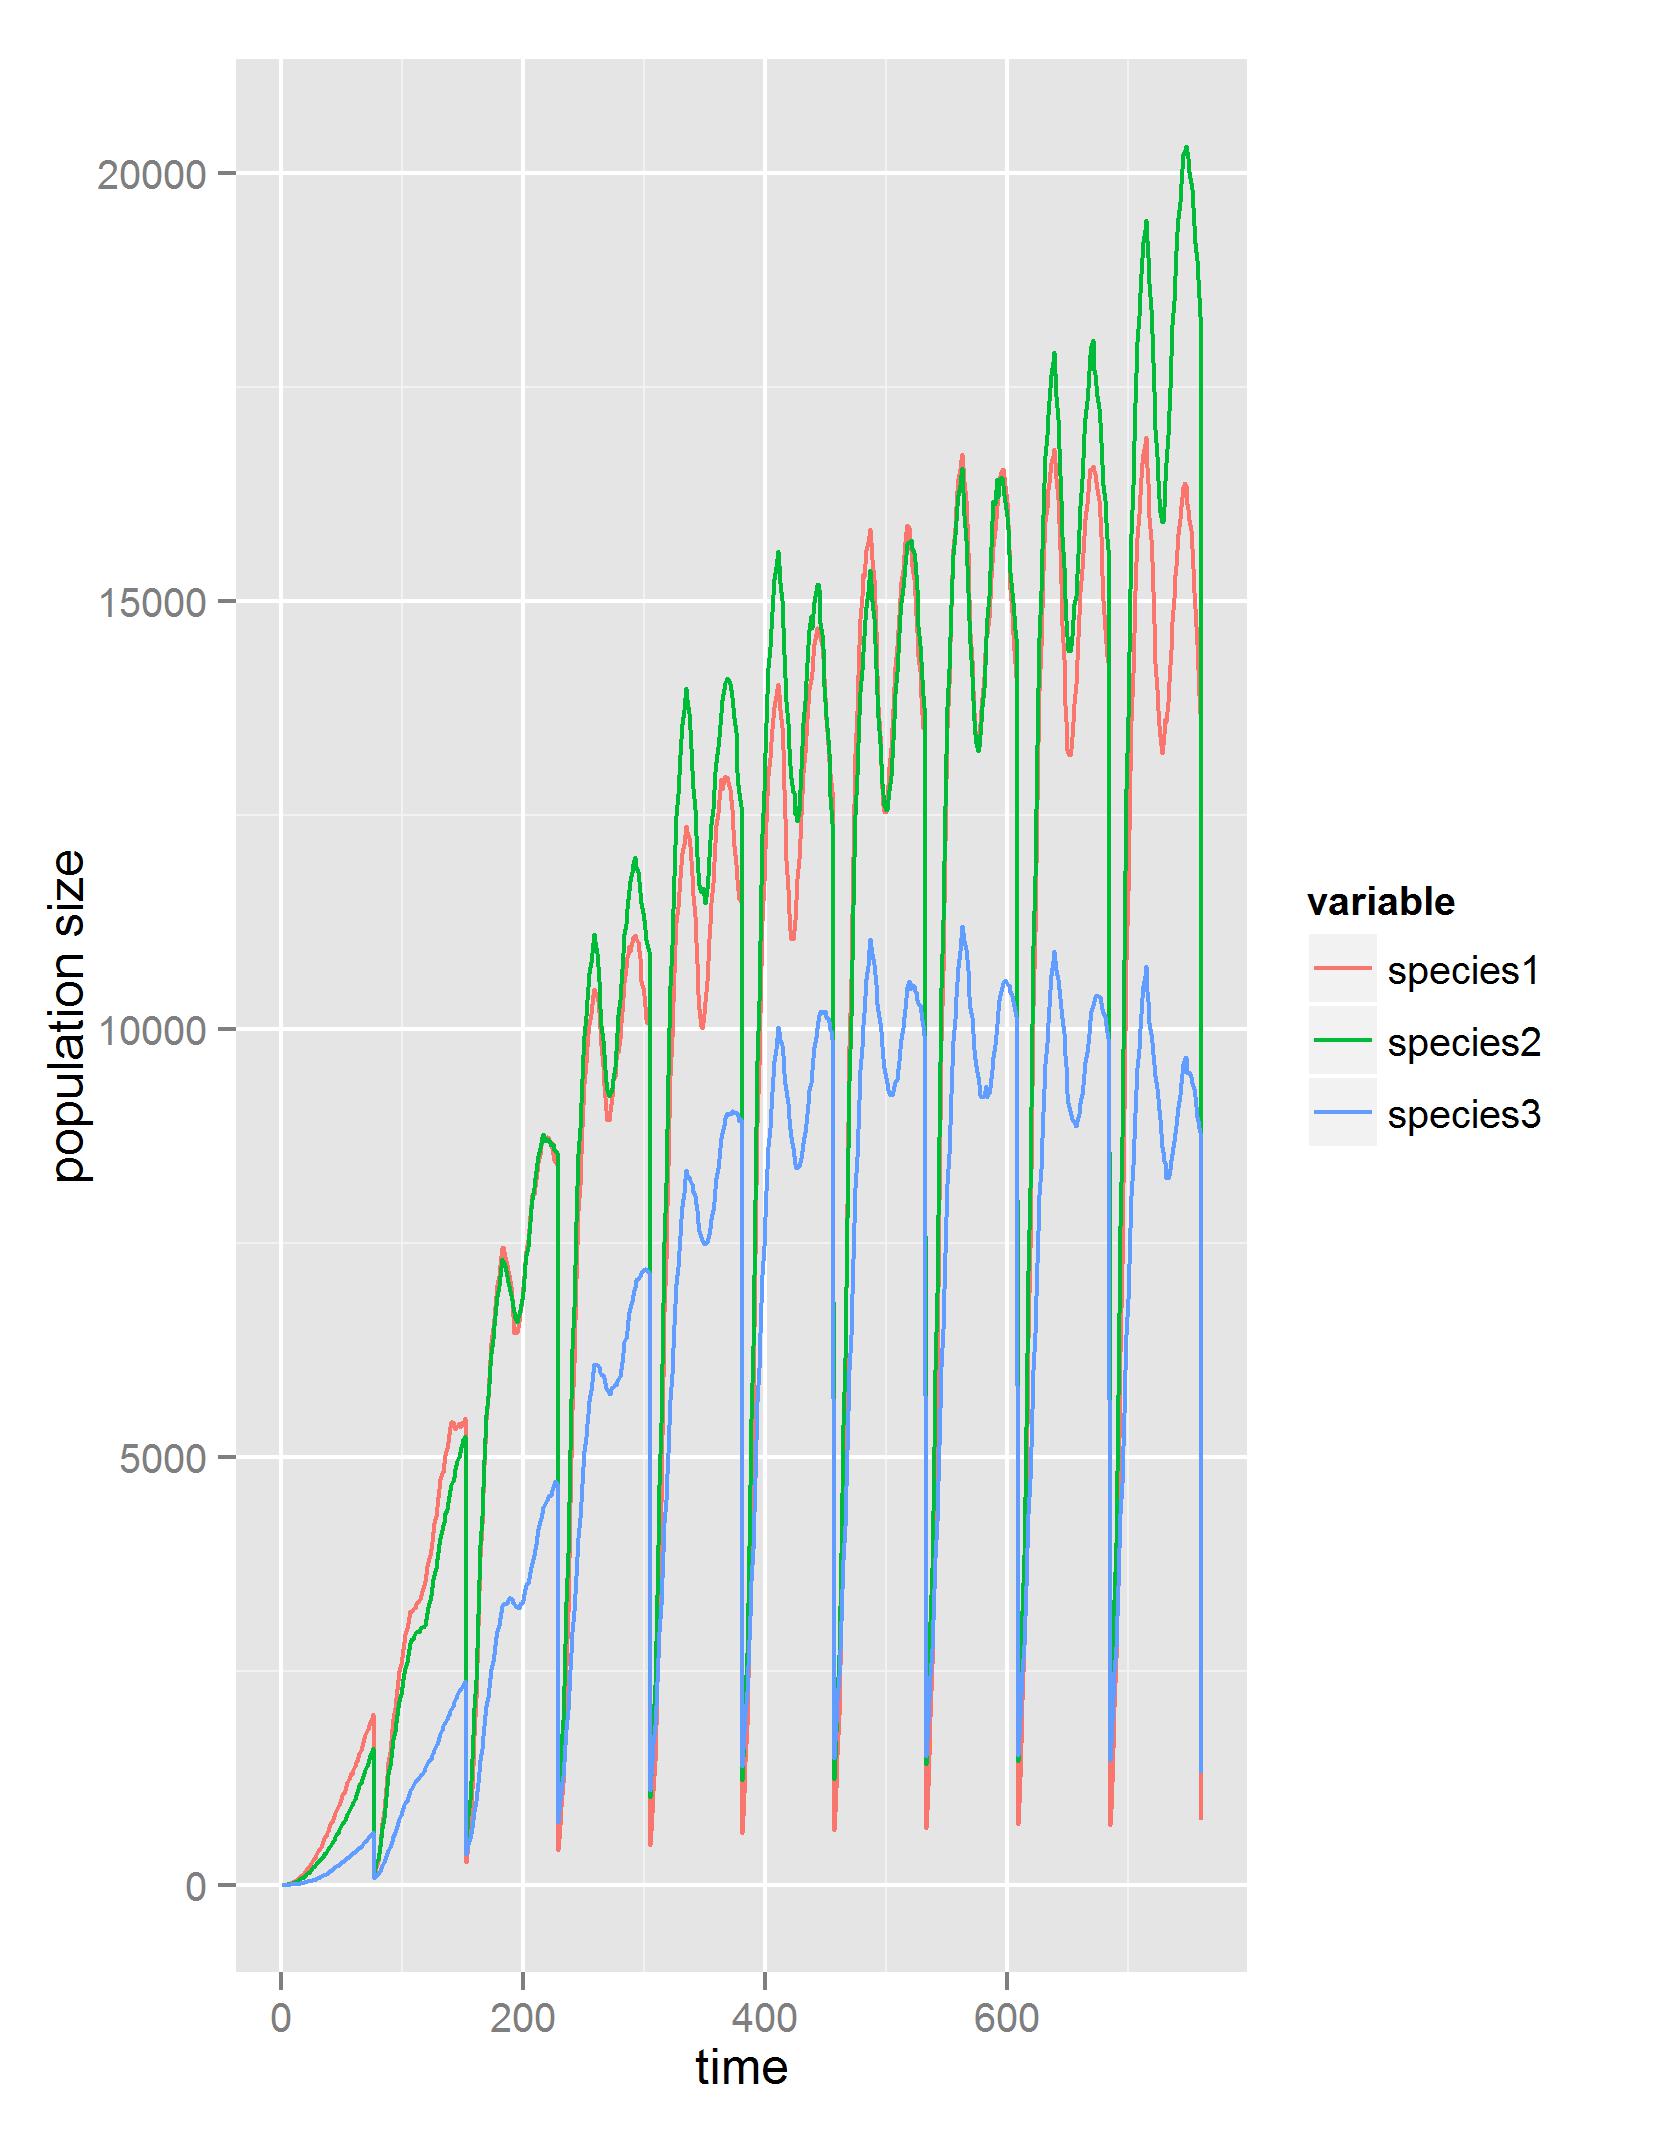 20000
15000
10000
5000
0
population size
0 200 400 600
time
variable
species1
species2
species3